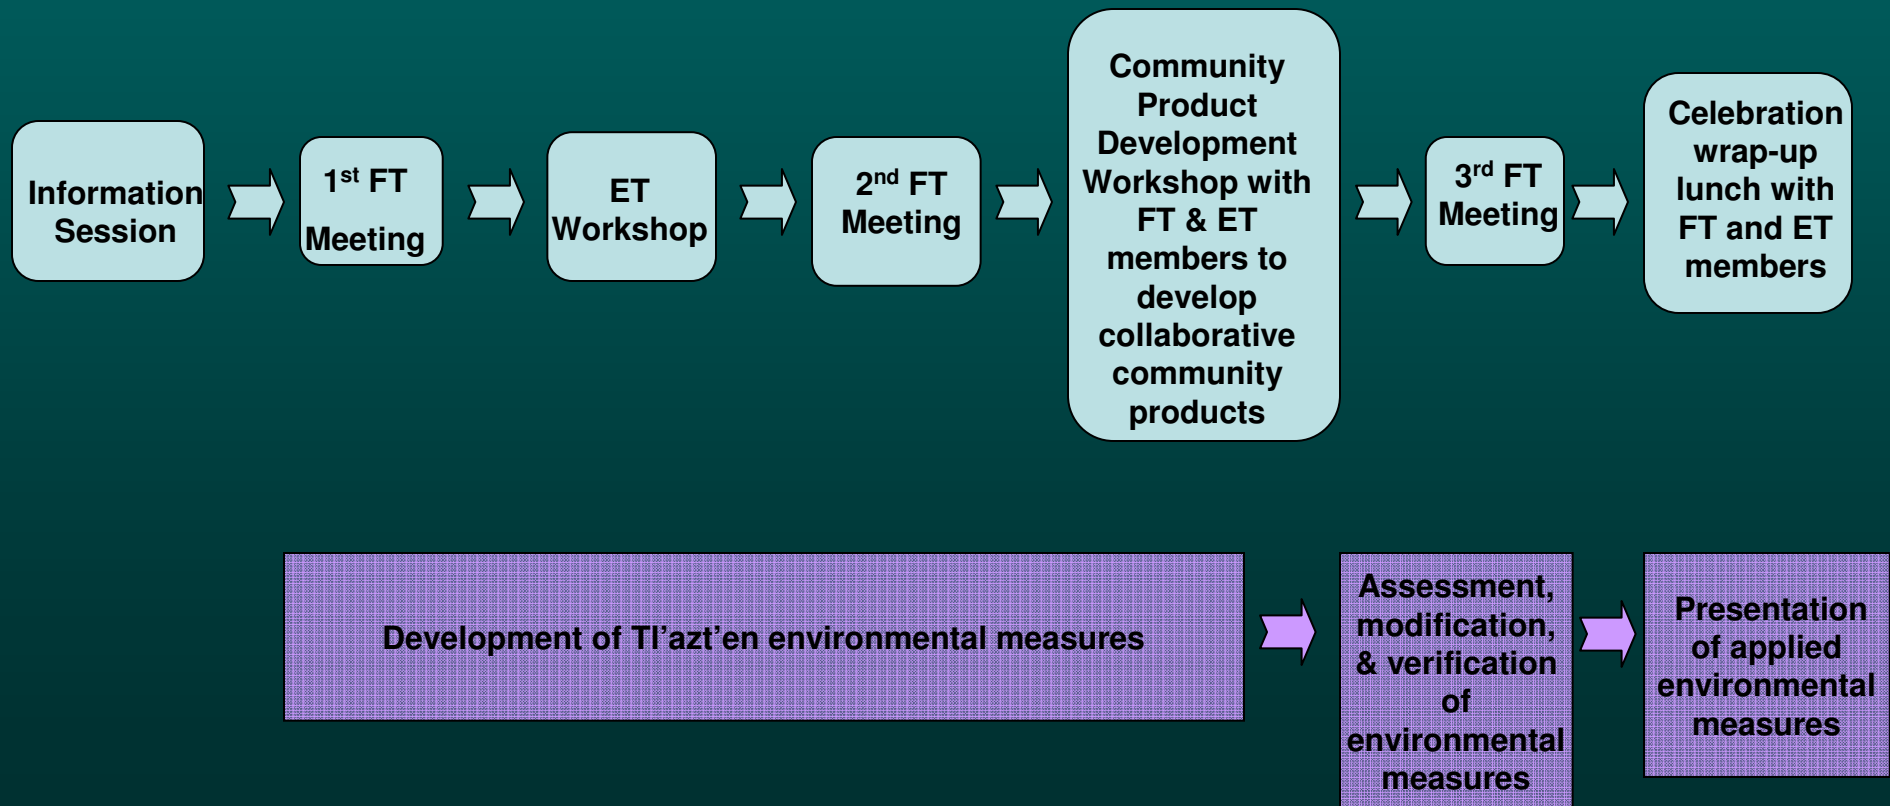 Information
Session
1st FT
Meeting
ET
Workshop
2nd FT
Meeting
Community
Product
Development
Workshop with
FT & ET
members to
develop
collaborative
community
products
3rd FT
Meeting
Celebration
wrap-up
lunch with
FT and ET
members
Development of Tl’azt’en environmental measures
Assessment,
modification,
& verification
of
environmental
measures
Presentation
of applied
environmental
measures